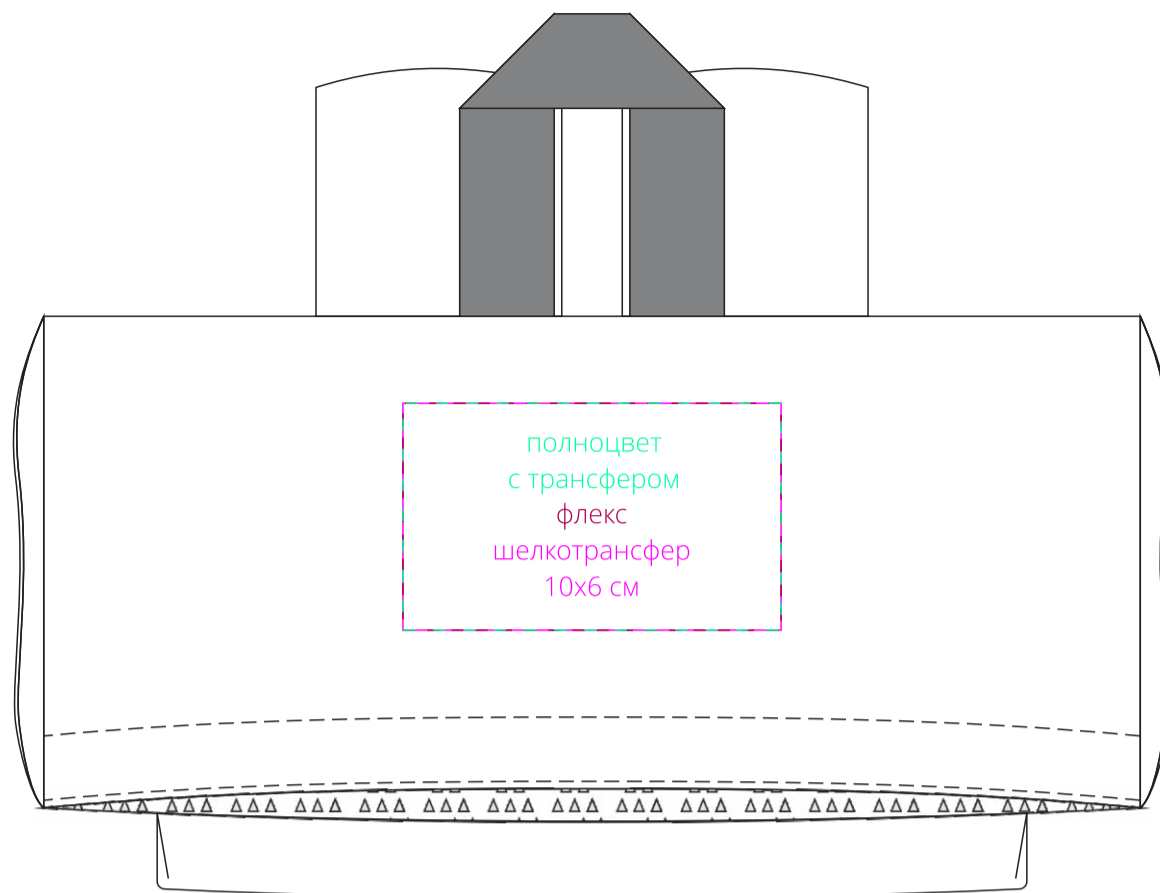 полноцвет
с трансфером
флекс
шелкотрансфер
10х6 см